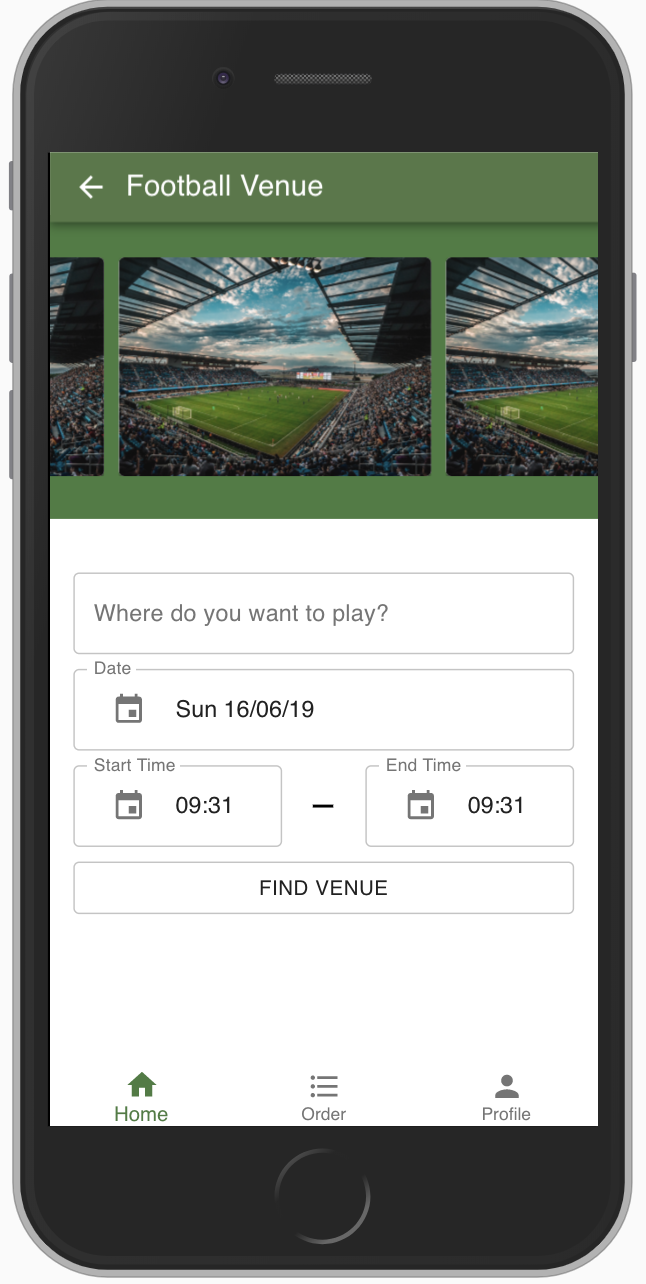 Football Venue
Where do you want to play?
Date
Sun 16/06/19
Start Time
End Time
09:31
–
09:31
FIND VENUE
Home
Order
Profile